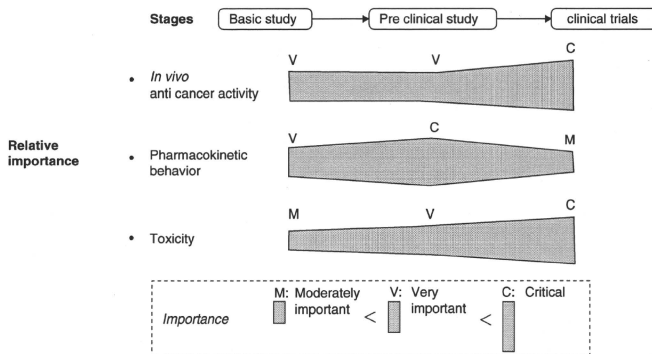 Stages Basic study Pre clinical study clinical trials
V V C
• In vivo
anti cancer activity
V C M
Relative
importance
• Pharmacokinetic
behavior
M V C
• Toxicity
M: Moderately
important
< V: Very
important
< C: Critical
Importance